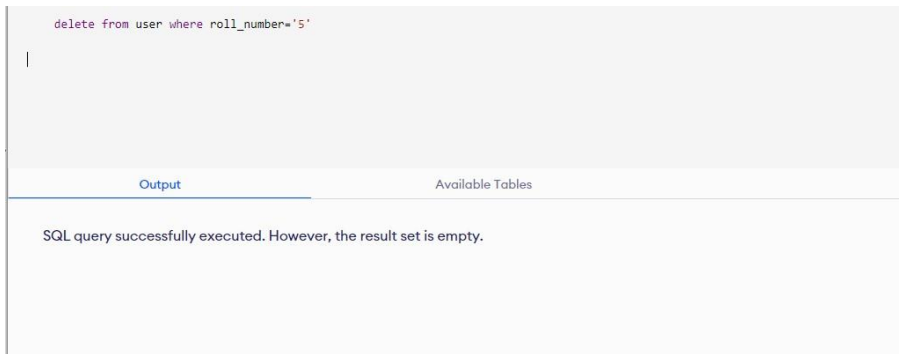 delete from user where roll_number='5'
Output
Available Tables
SQL query successfully executed. However, the result set is empty.